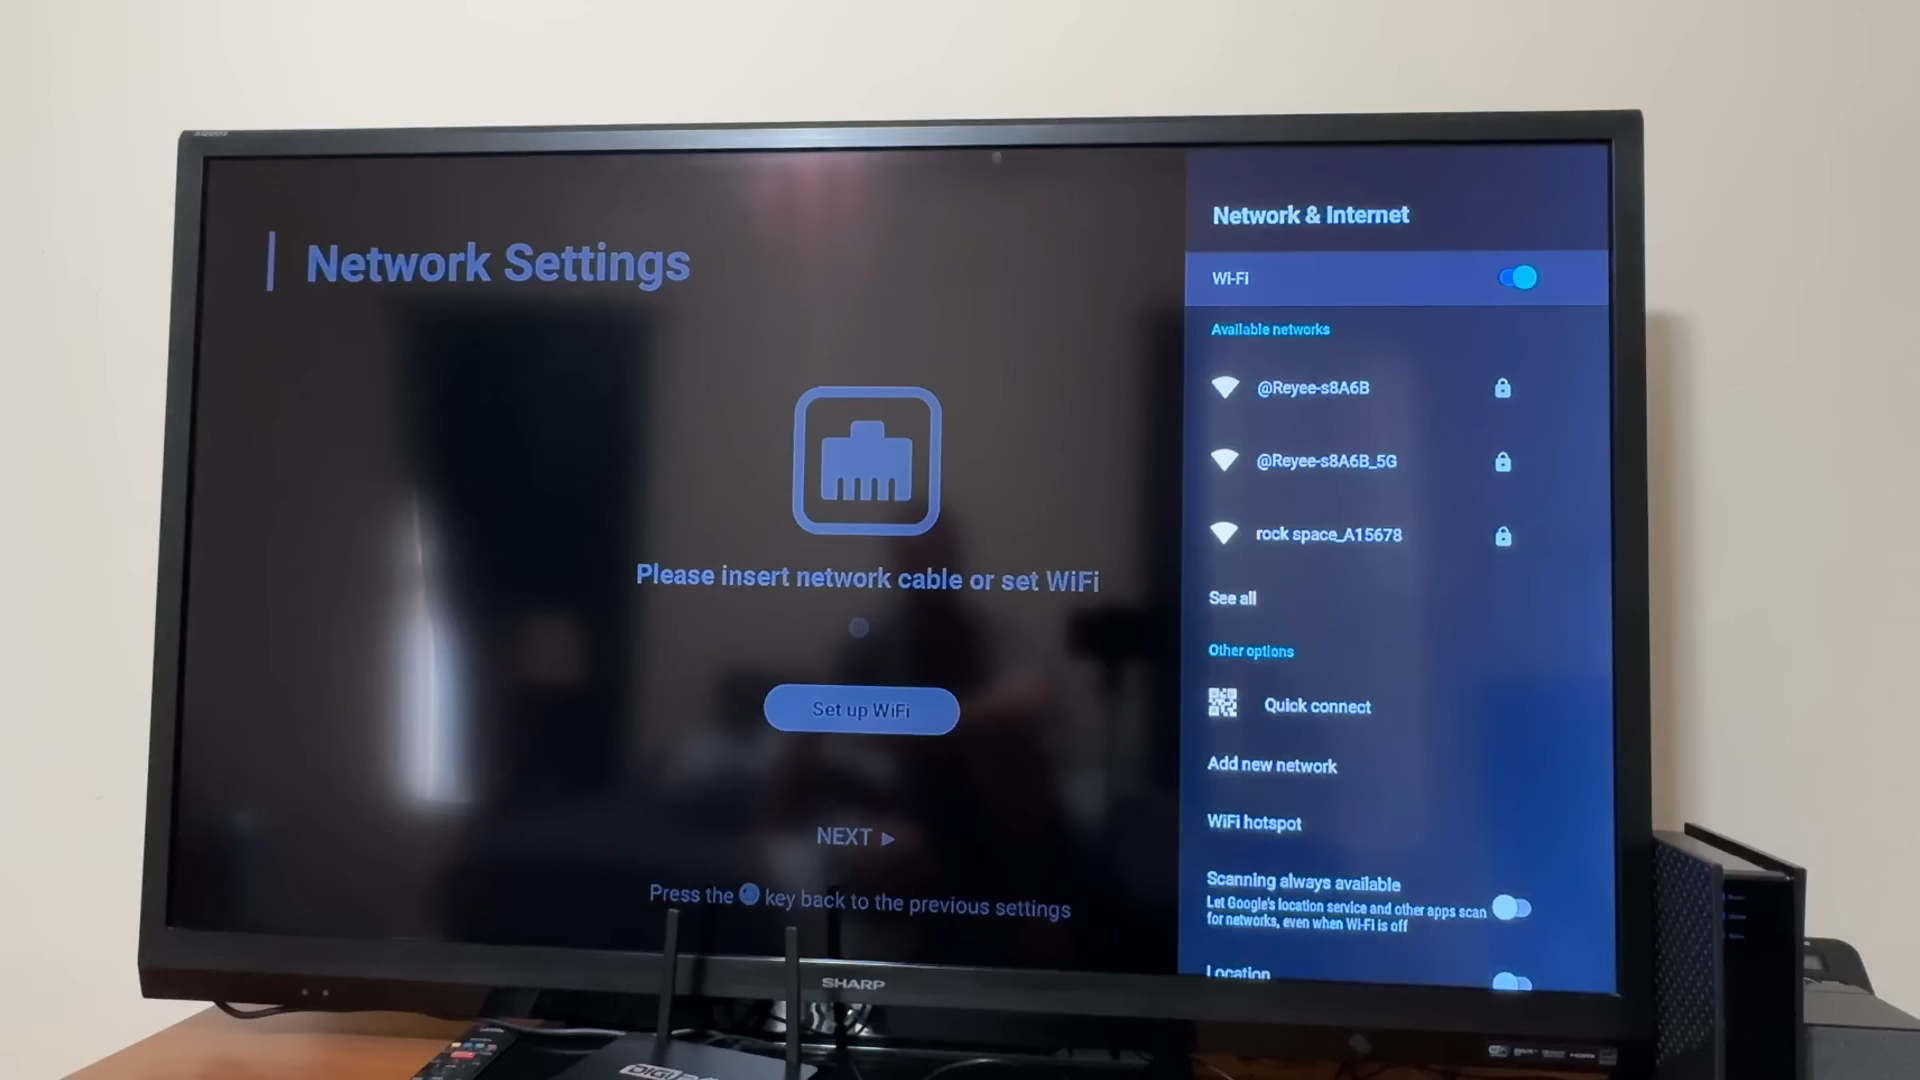 Network Settings
Please insert network cable or set WiFi
Set up WiFi
NEXT ►
Press the key back to the previous settings
Network & Internet
Wi-Fi
Available networks
@Reyee-s8A6B
@Reyee-s8A6B_5G
rock space_A15678
See all
Other options
Quick connect
Add new network
WiFi hotspot
Scanning always available
Let Google's location service and other apps scan
for networks, even when Wi-Fi is off
Location
SHARP